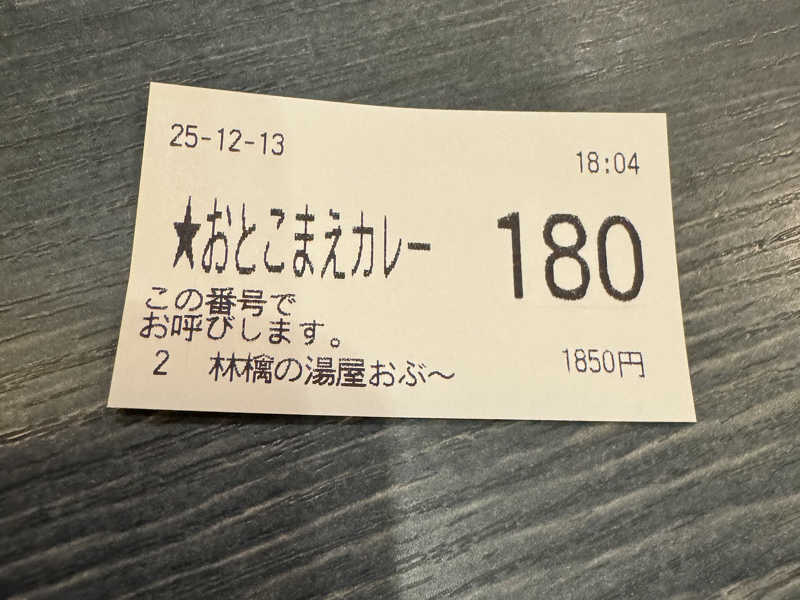 25-12-13
18:04
★おとこまえカレー
180
この番号で
お呼びします。
2 林檎の湯屋おぶ～
1850円